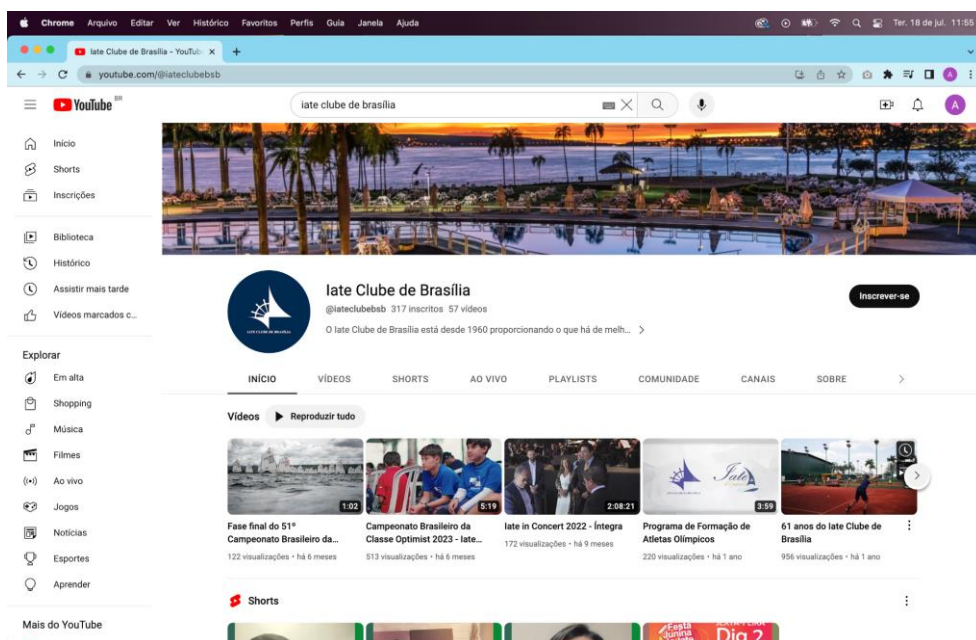 Chrome Arquivo Editar Ver Histórico Favoritos Perfis Guia Janela Ajuda
Ter. 18 de jul. 11:55
Iate Clube de Brasília - YouTub
youtube.com/@iateclubebsb
YouTube BR
iate clube de brasília
A
Início
Shorts
Inscrições
Biblioteca
Histórico
Assistir mais tarde
Vídeos marcados c...
Explorar
Em alta
Shopping
Música
Filmes
Ao vivo
Jogos
Notícias
Esportes
Aprender
Mais do YouTube
IATE CLUBE DE BRASÍLIA
Iate Clube de Brasília
@iateclubebsb 317 inscritos 57 vídeos
O Iate Clube de Brasília está desde 1960 proporcionando o que há de melh...
Inscrever-se
INÍCIO VÍDEOS SHORTS AO VIVO PLAYLISTS COMUNIDADE CANAIS SOBRE
Vídeos Reproduzir tudo
1:02
5:19
2:08:21
Iate
3:59
Fase final do 51º
Campeonato Brasileiro da...
122 visualizações • há 6 meses
Campeonato Brasileiro da
Classe Optimist 2023 - Iate...
513 visualizações • há 6 meses
Iate in Concert 2022 - Íntegra
172 visualizações • há 9 meses
Programa de Formação de
Atletas Olímpicos
220 visualizações • há 1 ano
61 anos do Iate Clube de
Brasília
956 visualizações • há 1 ano
Shorts
Festa
Junina
SEXTA-FEIRA
Dia 2